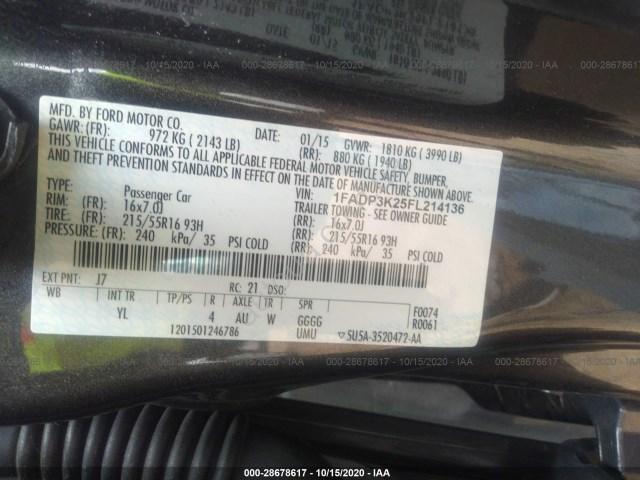 000-28678617 · 10/15/2020 · IAA
MFD. BY FORD MOTOR CO.
DATE: 01/15 GVWR: 1810 KG ( 3990 LB)
GAWR: (FR): 972 KG ( 2143 LB) (RR): 880 KG ( 1940 LB)
THIS VEHICLE CONFORMS TO ALL APPLICABLE FEDERAL MOTOR VEHICLE SAFETY, BUMPER,
AND THEFT PREVENTION STANDARDS IN EFFECT ON THE DATE OF MANUFACTURE SHOWN ABOVE.
VIN: 1FADP3K25FL214136
TYPE: Passenger Car TRAILER TOWING - SEE OWNER GUIDE
RIM: (FR): 16x7.0J (RR): 16x7.0J
TIRE: (FR): 215/55R16 93H (RR): 215/55R16 93H
PRESSURE: (FR): 240 kPa/ 35 PSI COLD (RR): 240 kPa/ 35 PSI COLD
EXT PNT: J7 RC: 21 DSO:
WB INT TR TP/PS R AXLE TR SPR F0074
YL 4 AU W GGGG R0061
1201501246786 UMU ▽5U5A-3520472-AA
000-28678617 · 10/15/2020 · IAA